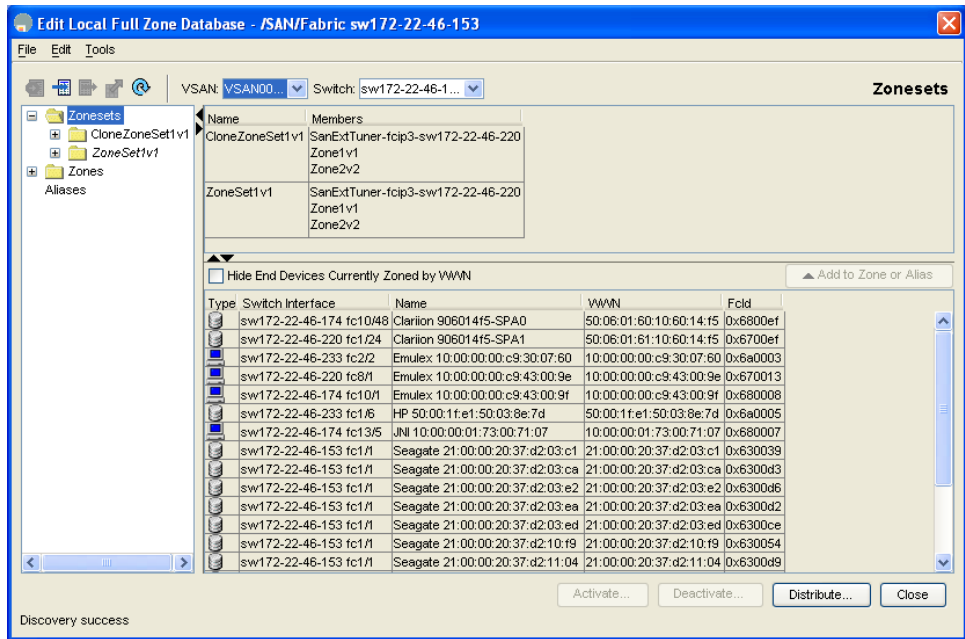 Edit Local Full Zone Database - /SAN/Fabric sw172-22-46-153
File Edit Tools
VSAN: VSAN00... Switch: sw172-22-46-1... Zonesets
Zonesets
CloneZoneSet1v1
ZoneSet1v1
Zones
Aliases
Name Members
CloneZoneSet1v1 SanExtTuner-fcip3-sw172-22-46-220
Zone1v1
Zone2v2
ZoneSet1v1 SanExtTuner-fcip3-sw172-22-46-220
Zone1v1
Zone2v2
Hide End Devices Currently Zoned by WWN Add to Zone or Alias
Type Switch Interface Name WWN FcId
sw172-22-46-174 fc10/48 Clariion 906014f5-SPA0 50:06:01:60:10:60:14:f5 0x6800ef
sw172-22-46-220 fc1/24 Clariion 906014f5-SPA1 50:06:01:61:10:60:14:f5 0x6700ef
sw172-22-46-233 fc2/2 Emulex 10:00:00:00:c9:30:07:60 10:00:00:00:c9:30:07:60 0x6a0003
sw172-22-46-220 fc8/1 Emulex 10:00:00:00:c9:43:00:9e 10:00:00:00:c9:43:00:9e 0x670013
sw172-22-46-174 fc10/1 Emulex 10:00:00:00:c9:43:00:9f 10:00:00:00:c9:43:00:9f 0x680008
sw172-22-46-233 fc1/6 HP 50:00:1f:e1:50:03:8e:7d 50:00:1f:e1:50:03:8e:7d 0x6a0005
sw172-22-46-174 fc13/5 JNI 10:00:00:01:73:00:71:07 10:00:00:01:73:00:71:07 0x680007
sw172-22-46-153 fc1/1 Seagate 21:00:00:20:37:d2:03:c1 21:00:00:20:37:d2:03:c1 0x630039
sw172-22-46-153 fc1/1 Seagate 21:00:00:20:37:d2:03:ca 21:00:00:20:37:d2:03:ca 0x6300d3
sw172-22-46-153 fc1/1 Seagate 21:00:00:20:37:d2:03:e2 21:00:00:20:37:d2:03:e2 0x6300d6
sw172-22-46-153 fc1/1 Seagate 21:00:00:20:37:d2:03:ea 21:00:00:20:37:d2:03:ea 0x6300d2
sw172-22-46-153 fc1/1 Seagate 21:00:00:20:37:d2:03:ed 21:00:00:20:37:d2:03:ed 0x6300ce
sw172-22-46-153 fc1/1 Seagate 21:00:00:20:37:d2:10:f9 21:00:00:20:37:d2:10:f9 0x630054
sw172-22-46-153 fc1/1 Seagate 21:00:00:20:37:d2:11:04 21:00:00:20:37:d2:11:04 0x6300d9
Activate... Deactivate... Distribute... Close
Discovery success